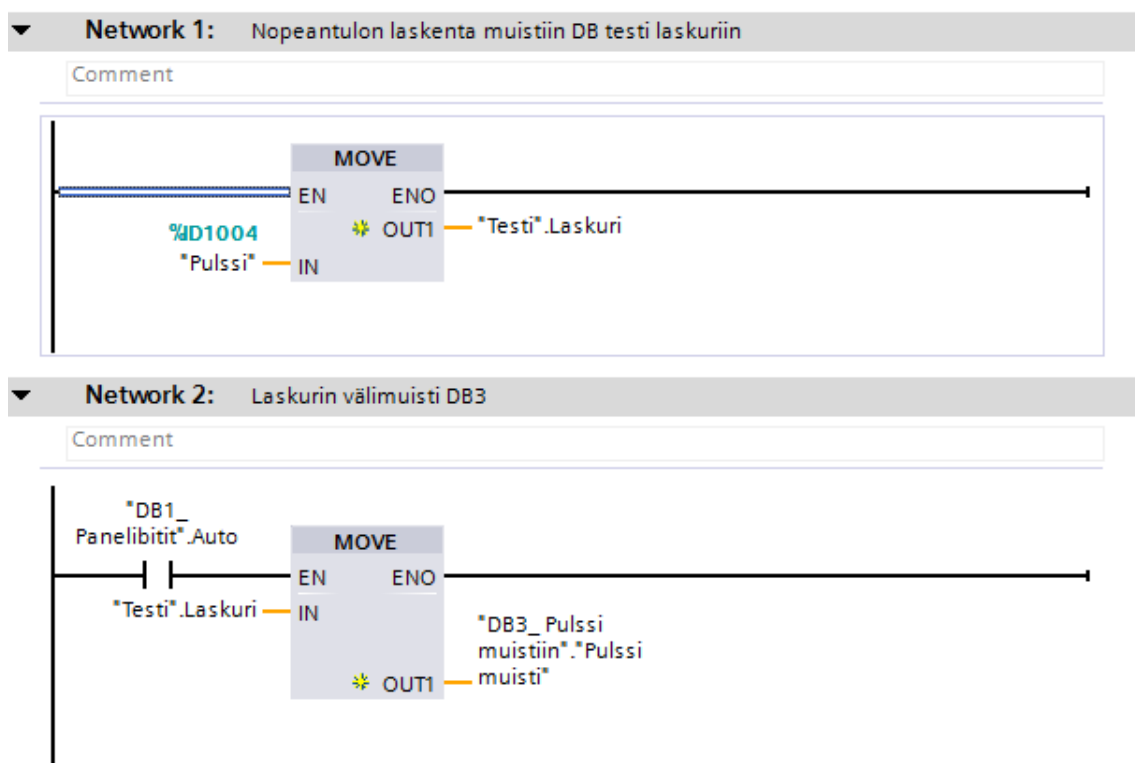 Network 1: Nopeantulon laskenta muistiin DB testi laskuriin
Comment
MOVE
EN ENO
%ID1004
"Pulssi" IN
OUT1 "Testi".Laskuri
Network 2: Laskurin välimuisti DB3
Comment
"DB1_
Panelibitit".Auto
MOVE
EN ENO
"Testi".Laskuri IN
"DB3_ Pulssi
muistiin"."Pulssi
OUT1 muisti"